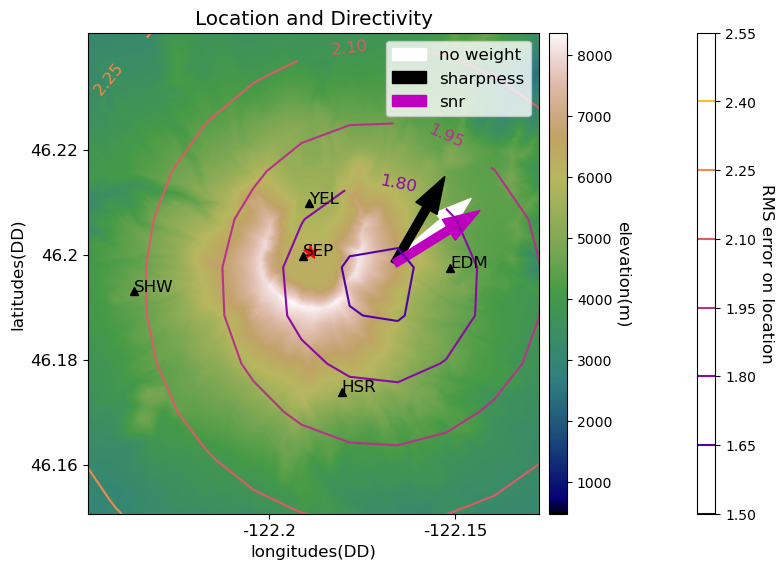 Location and Directivity
no weight
sharpness
snr
2.25
2.10
1.95
1.80
YEL
SEP
EDM
SHW
HSR
46.22
46.2
46.18
46.16
latitudes(DD)
-122.2
-122.15
longitudes(DD)
8000
7000
6000
5000
4000
3000
2000
1000
elevation(m)
2.55
2.40
2.25
2.10
1.95
1.80
1.65
1.50
RMS error on location